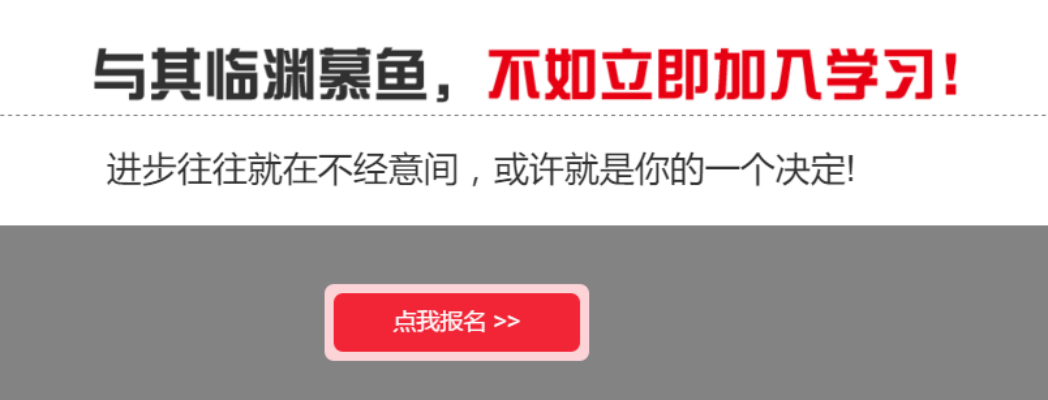 与其临渊慕鱼，不如立即加入学习！
进步往往就在不经意间，或许就是你的一个决定!
点我报名 >>